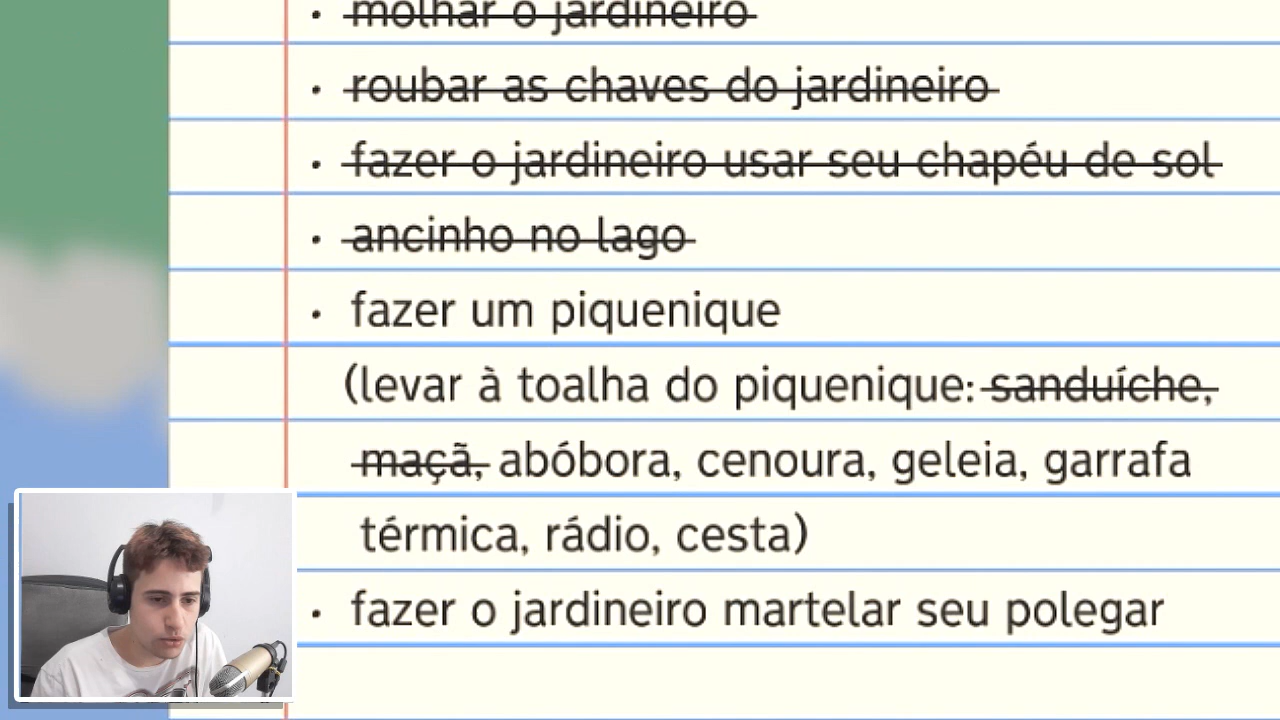 • molhar o jardineiro
• roubar as chaves do jardineiro
• fazer o jardineiro usar seu chapéu de sol
• ancinho no lago
• fazer um piquenique
(levar à toalha do piquenique: sanduíche,
maçã, abóbora, cenoura, geleia, garrafa
térmica, rádio, cesta)
• fazer o jardineiro martelar seu polegar